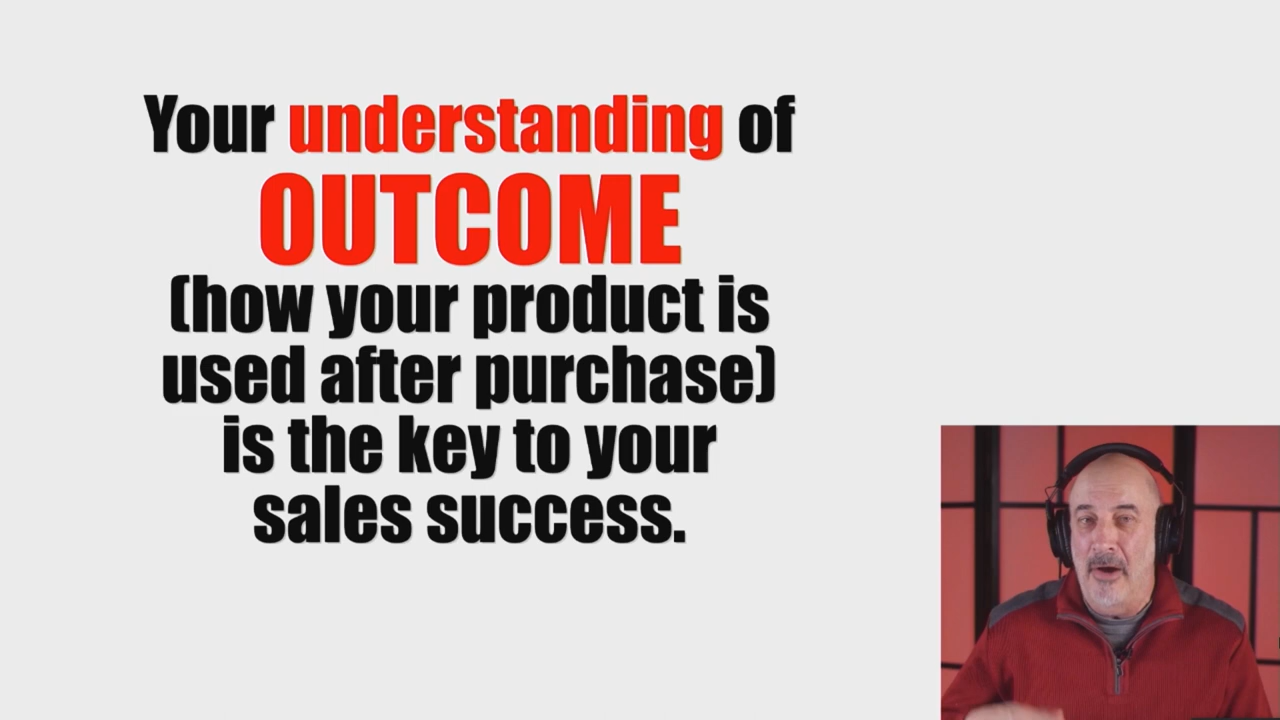 Your understanding of
OUTCOME
(how your product is
used after purchase)
is the key to your
sales success.